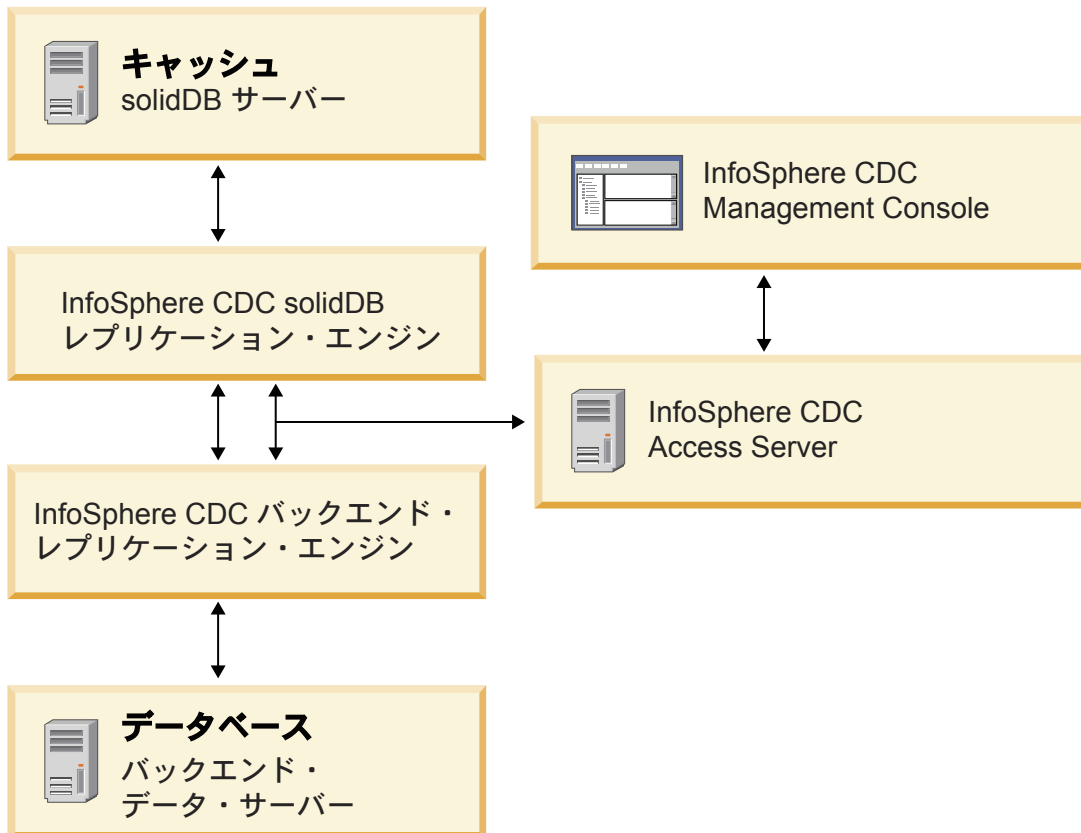 キャッシュ
solidDB サーバー
InfoSphere CDC
Management Console
InfoSphere CDC solidDB
レプリケーション・エンジン
InfoSphere CDC
Access Server
InfoSphere CDC バックエンド・
レプリケーション・エンジン
データベース
バックエンド・
データ・サーバー